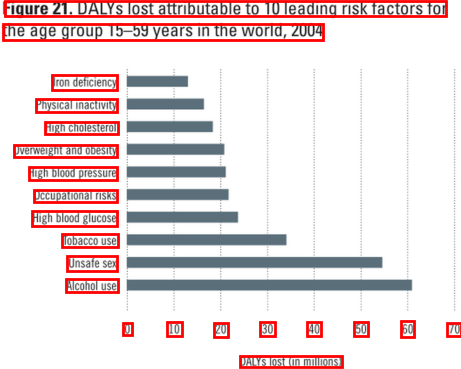 Figure 21. DALYs lost attributable to 10 leading risk factors for
the age group 15–59 years in the world, 2004
Iron deficiency
Physical inactivity
High cholesterol
Overweight and obesity
High blood pressure
Occupational risks
High blood glucose
Tobacco use
Unsafe sex
Alcohol use
0 10 20 30 40 50 60 70
DALYs lost (in millions)